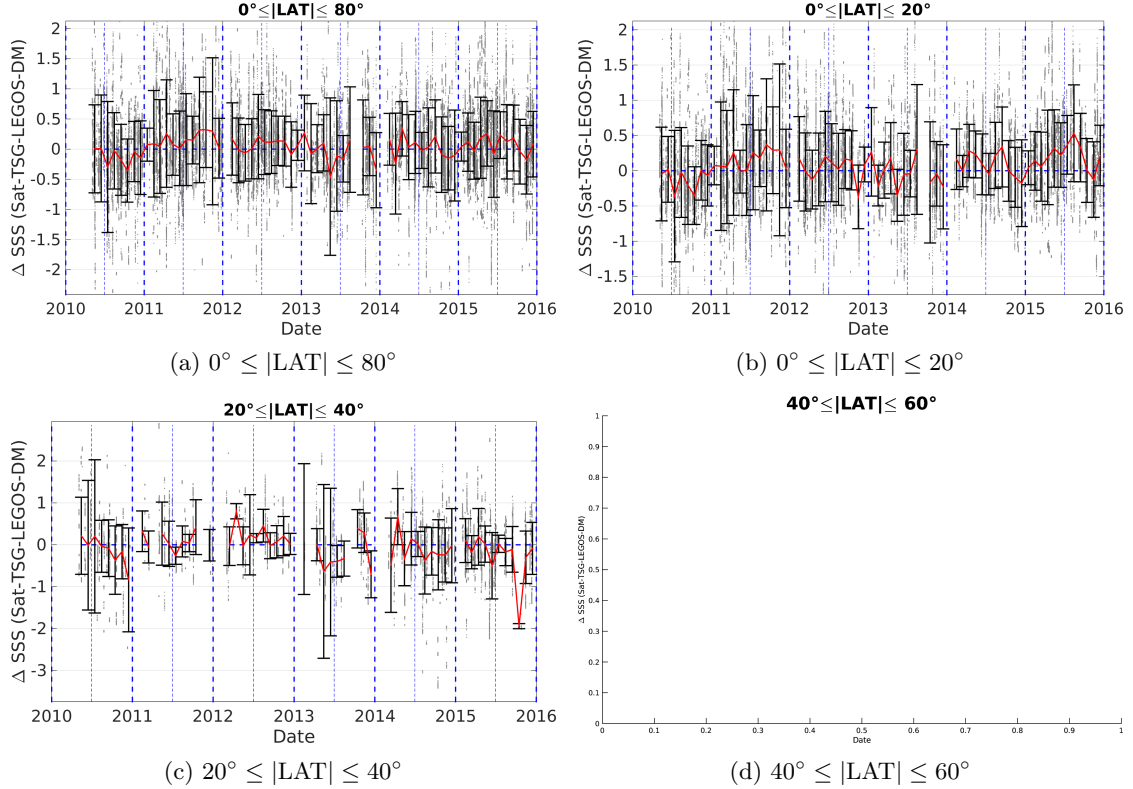 0°≤|LAT|≤ 80°
Δ SSS (Sat-TSG-LEGOS-DM)
2
1.5
1
0.5
0
-0.5
-1
-1.5
-2
2010 2011 2012 2013 2014 2015 2016
Date
(a) 0° ≤ |LAT| ≤ 80°
0°≤|LAT|≤ 20°
Δ SSS (Sat-TSG-LEGOS-DM)
2
1.5
1
0.5
0
-0.5
-1
-1.5
2010 2011 2012 2013 2014 2015 2016
Date
(b) 0° ≤ |LAT| ≤ 20°
20°≤|LAT|≤ 40°
Δ SSS (Sat-TSG-LEGOS-DM)
2
1
0
-1
-2
-3
2010 2011 2012 2013 2014 2015 2016
Date
(c) 20° ≤ |LAT| ≤ 40°
40°≤|LAT|≤ 60°
Δ SSS (Sat-TSG-LEGOS-DM)
1
0.9
0.8
0.7
0.6
0.5
0.4
0.3
0.2
0.1
0
0 0.1 0.2 0.3 0.4 0.5 0.6 0.7 0.8 0.9 1
Date
(d) 40° ≤ |LAT| ≤ 60°